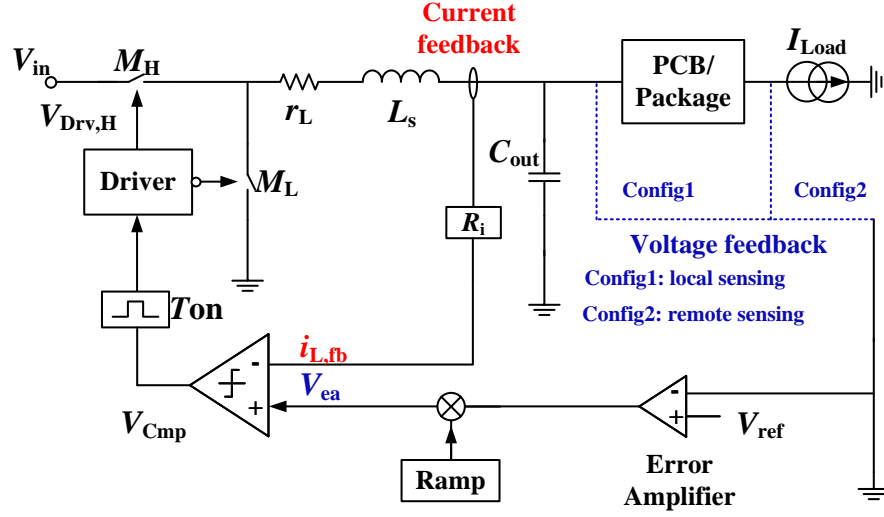 Current
feedback
I_Load
V_in
M_H
PCB/
Package
V_Drv,H
r_L
L_s
C_out
Driver
M_L
Config1
Config2
R_i
Voltage feedback
Config1: local sensing
Config2: remote sensing
Ton
i_L,fb
-
V_ea
+
-
+
V_Cmp
V_ref
Ramp
Error
Amplifier